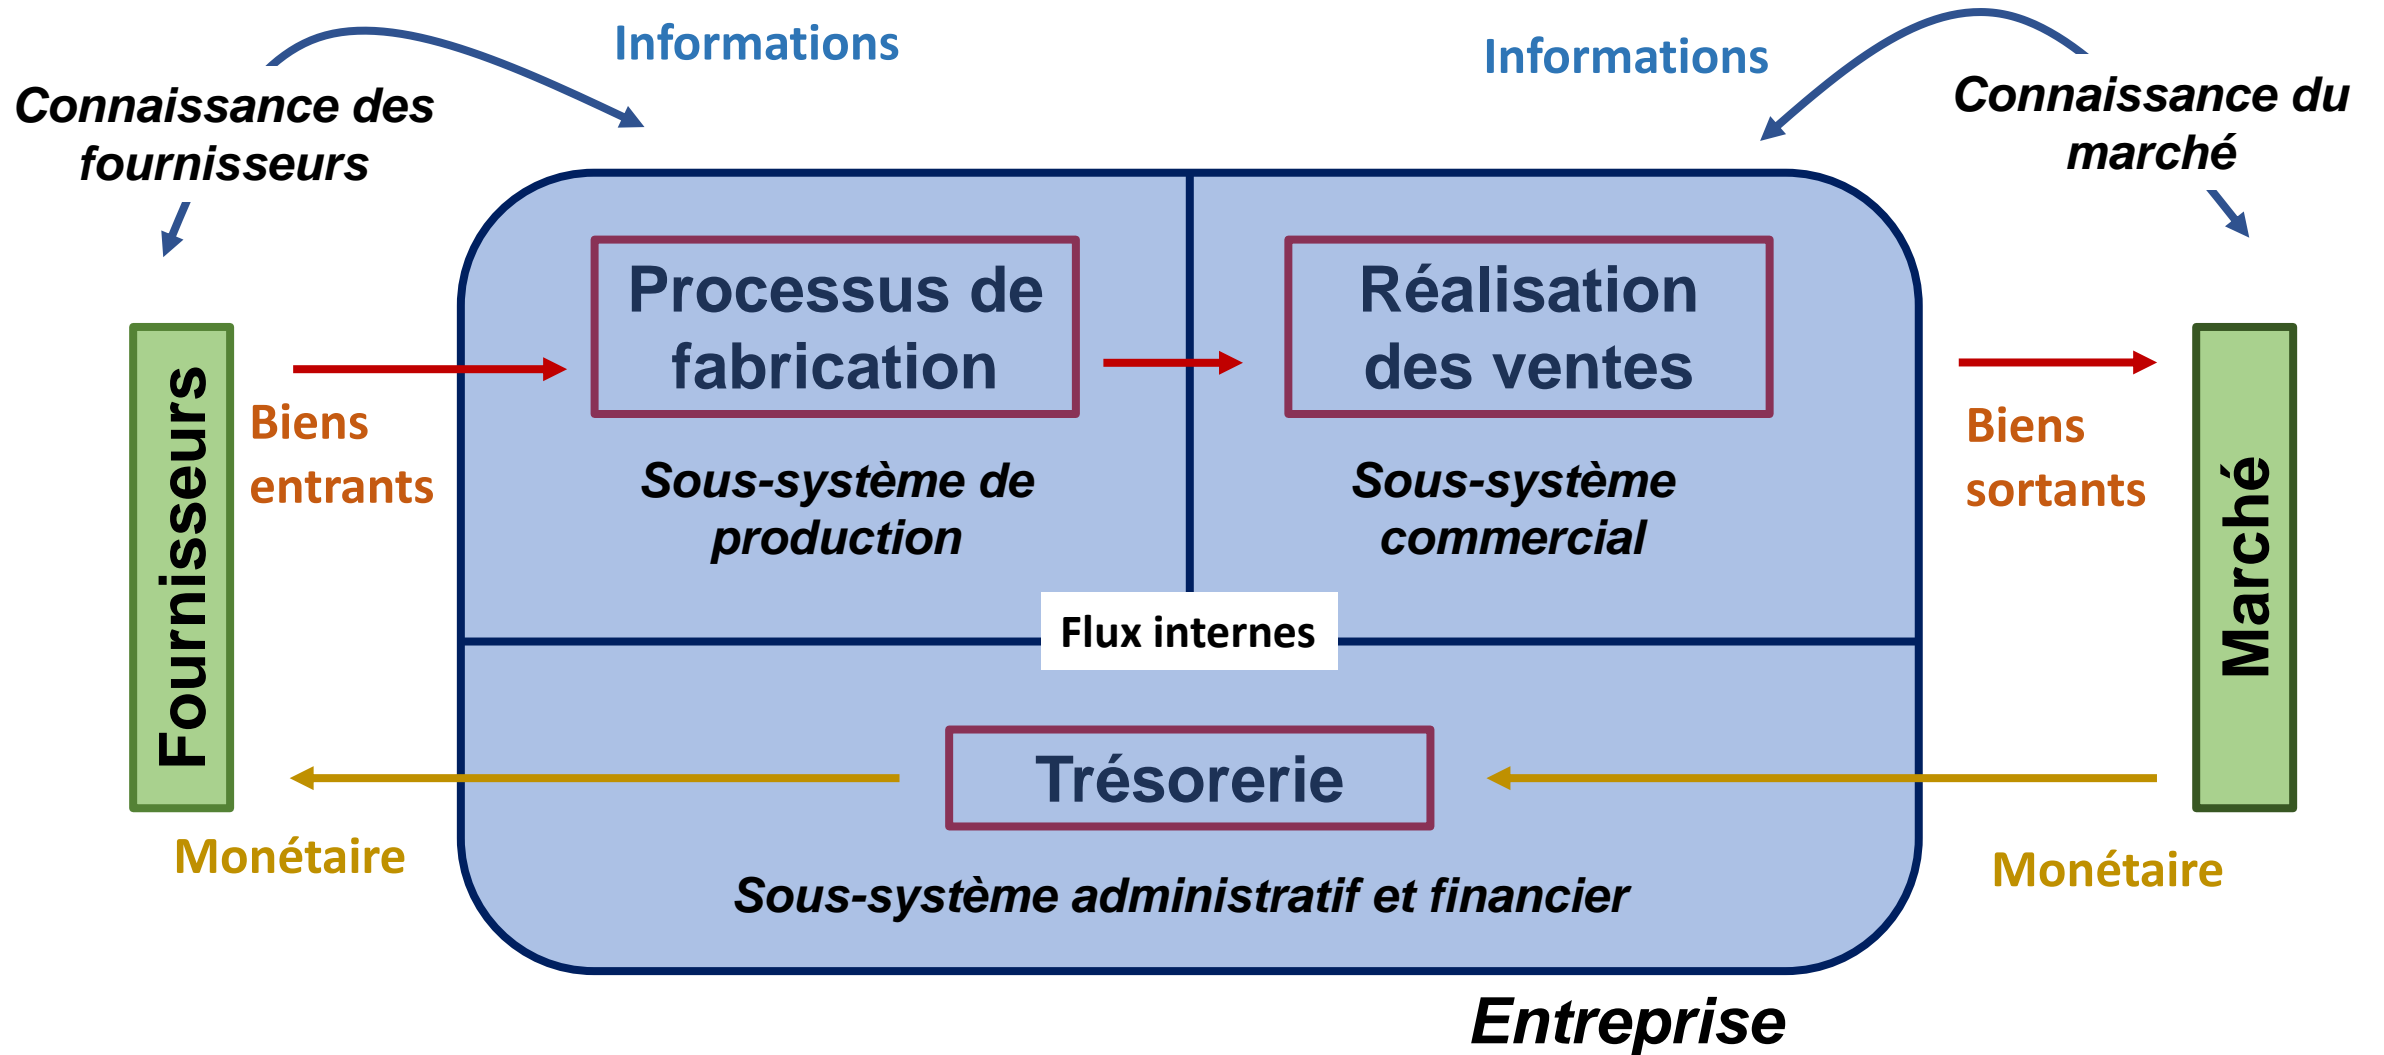 Informations
Informations
Connaissance des
fournisseurs
Connaissance du
marché
Processus de
fabrication
Réalisation
des ventes
Fournisseurs
Biens
entrants
Sous-système de
production
Sous-système
commercial
Biens
sortants
Marché
Flux internes
Trésorerie
Monétaire
Monétaire
Sous-système administratif et financier
Entreprise